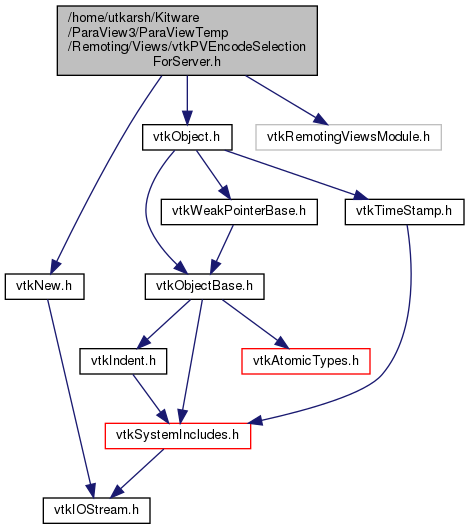 /home/utkarsh/Kitware
/ParaView3/ParaViewTemp
/Remoting/Views/vtkPVEncodeSelection
ForServer.h
vtkObject.h
vtkRemotingViewsModule.h
vtkWeakPointerBase.h
vtkTimeStamp.h
vtkNew.h
vtkObjectBase.h
vtkIndent.h
vtkAtomicTypes.h
vtkSystemIncludes.h
vtkIOStream.h